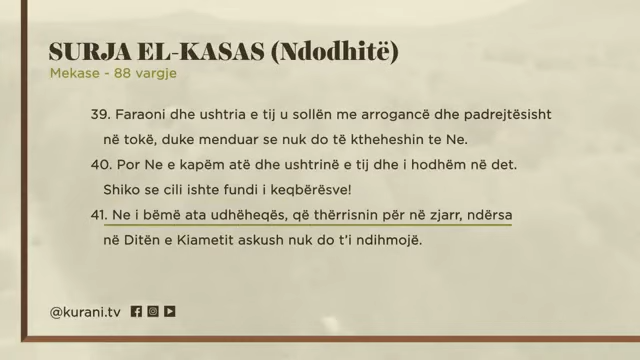 SURJA EL-KASAS (Ndodhitë)
Mekase - 88 vargje
39. Faraoni dhe ushtria e tij u sollën me arrogancë dhe padrejtësisht
në tokë, duke menduar se nuk do të ktheheshin te Ne.
40. Por Ne e kapëm atë dhe ushtrinë e tij dhe i hodhëm në det.
Shiko se cili ishte fundi i keqbërësve!
41. Ne i bëmë ata udhëheqës, që thërrisnin për në zjarr, ndërsa
në Ditën e Kiametit askush nuk do t'i ndihmojë.
@kurani.tv